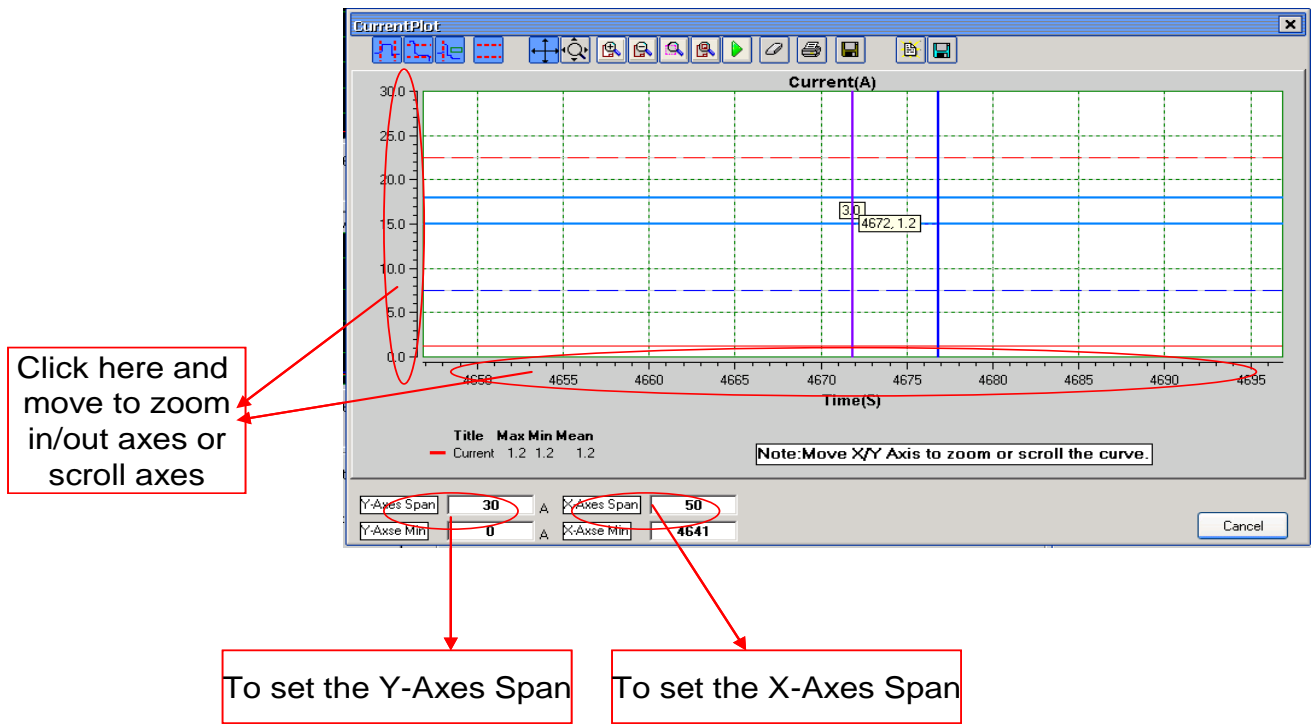 CurrentPlot
Current(A)
30.0
25.0
20.0
15.0
10.0
5.0
0.0
3.0
4672, 1.2
4650 4655 4660 4665 4670 4675 4680 4685 4690 4695
Time(S)
Title Max Min Mean
Current 1.2 1.2 1.2
Note:Move X/Y Axis to zoom or scroll the curve.
Y-Axes Span 30 A X-Axes Span 50
Y-Axse Min 0 A X-Axse Min 4641
Cancel
Click here and
move to zoom
in/out axes or
scroll axes
To set the Y-Axes Span
To set the X-Axes Span